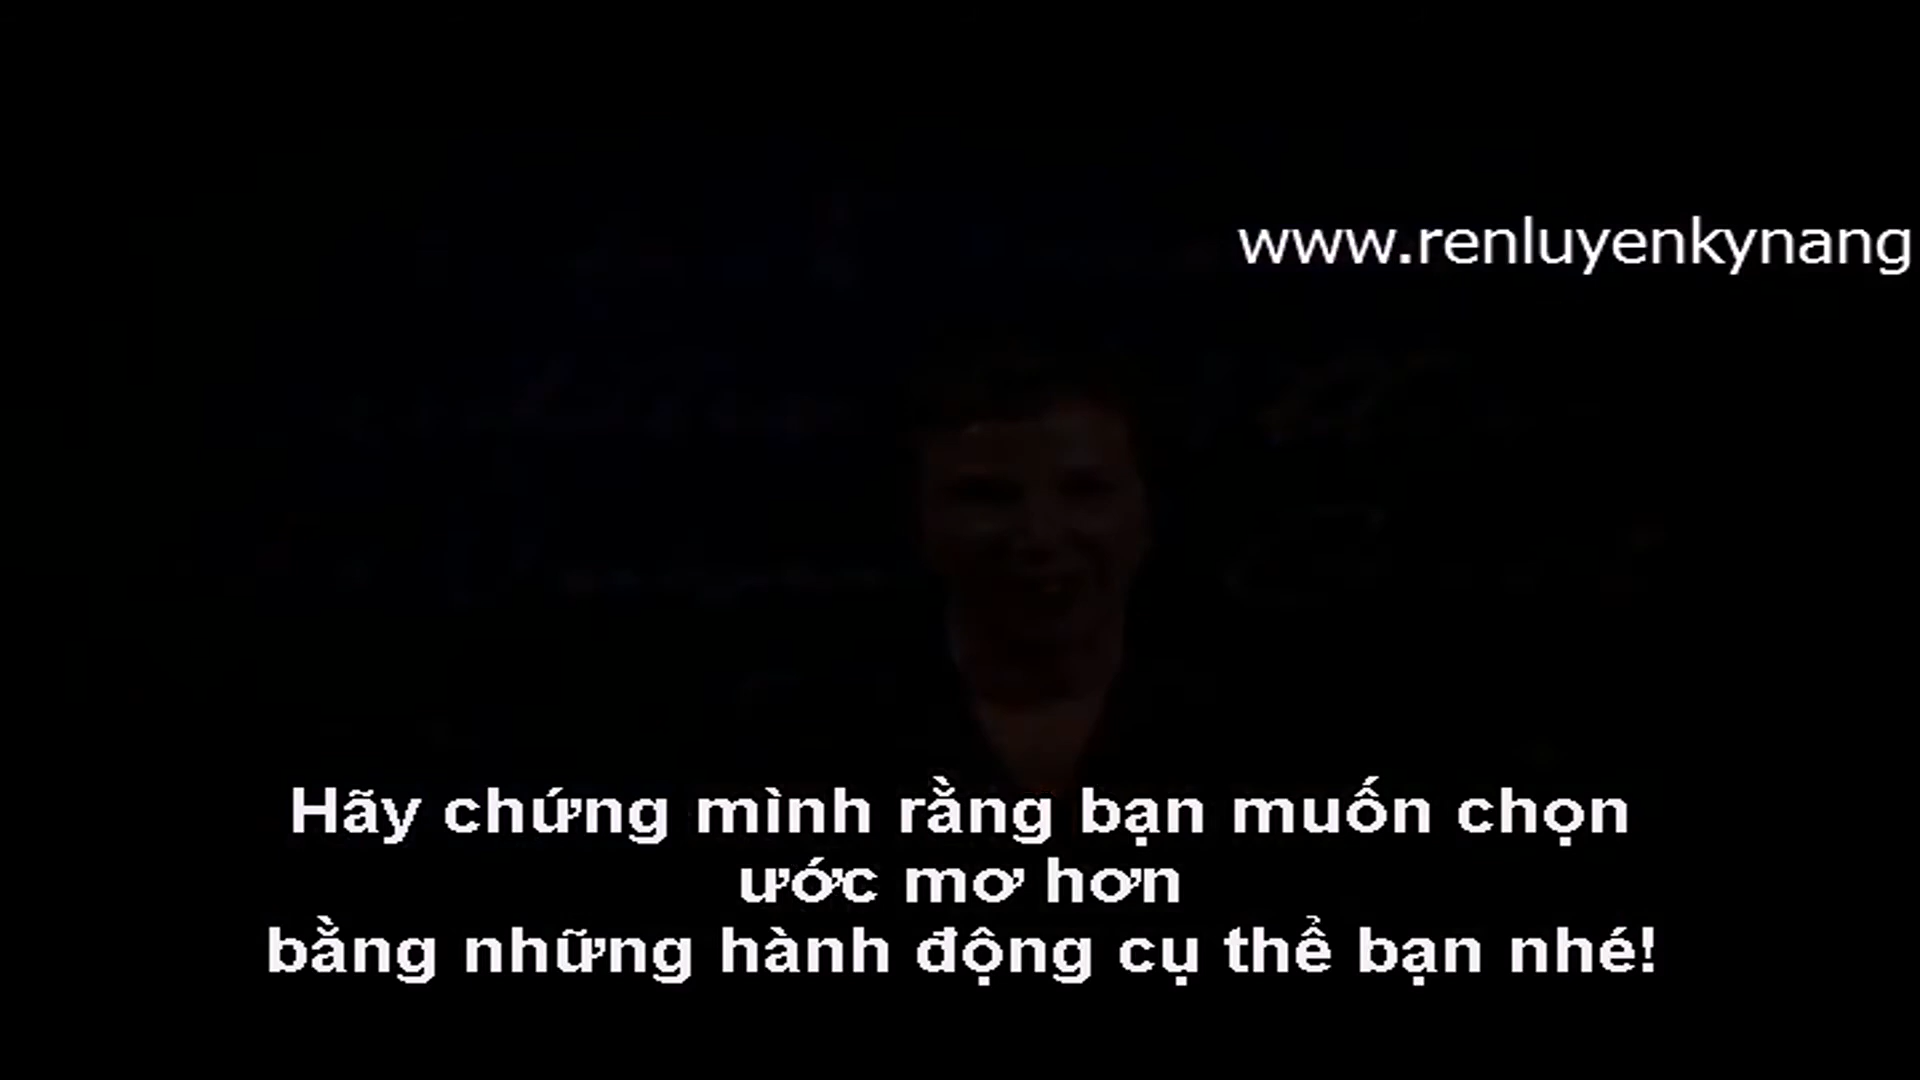 www.renluyenkynang
Hãy chứng mình rằng bạn muốn chọn
ước mơ hơn
bằng những hành động cụ thể bạn nhé!